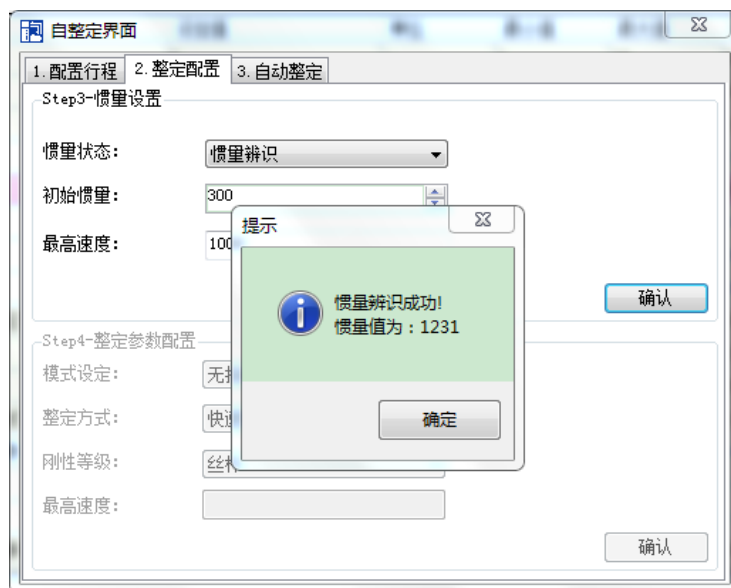 自整定界面
1.配置行程 2.整定配置 3.自动整定
Step3-惯量设置
惯量状态： 惯量辨识
初始惯量： 300
最高速度： 100
提示
惯量辨识成功!
惯量值为：1231
确定
确认
Step4-整定参数配置
模式设定： 无
整定方式： 快速
刚性等级： 丝杆
最高速度：
确认